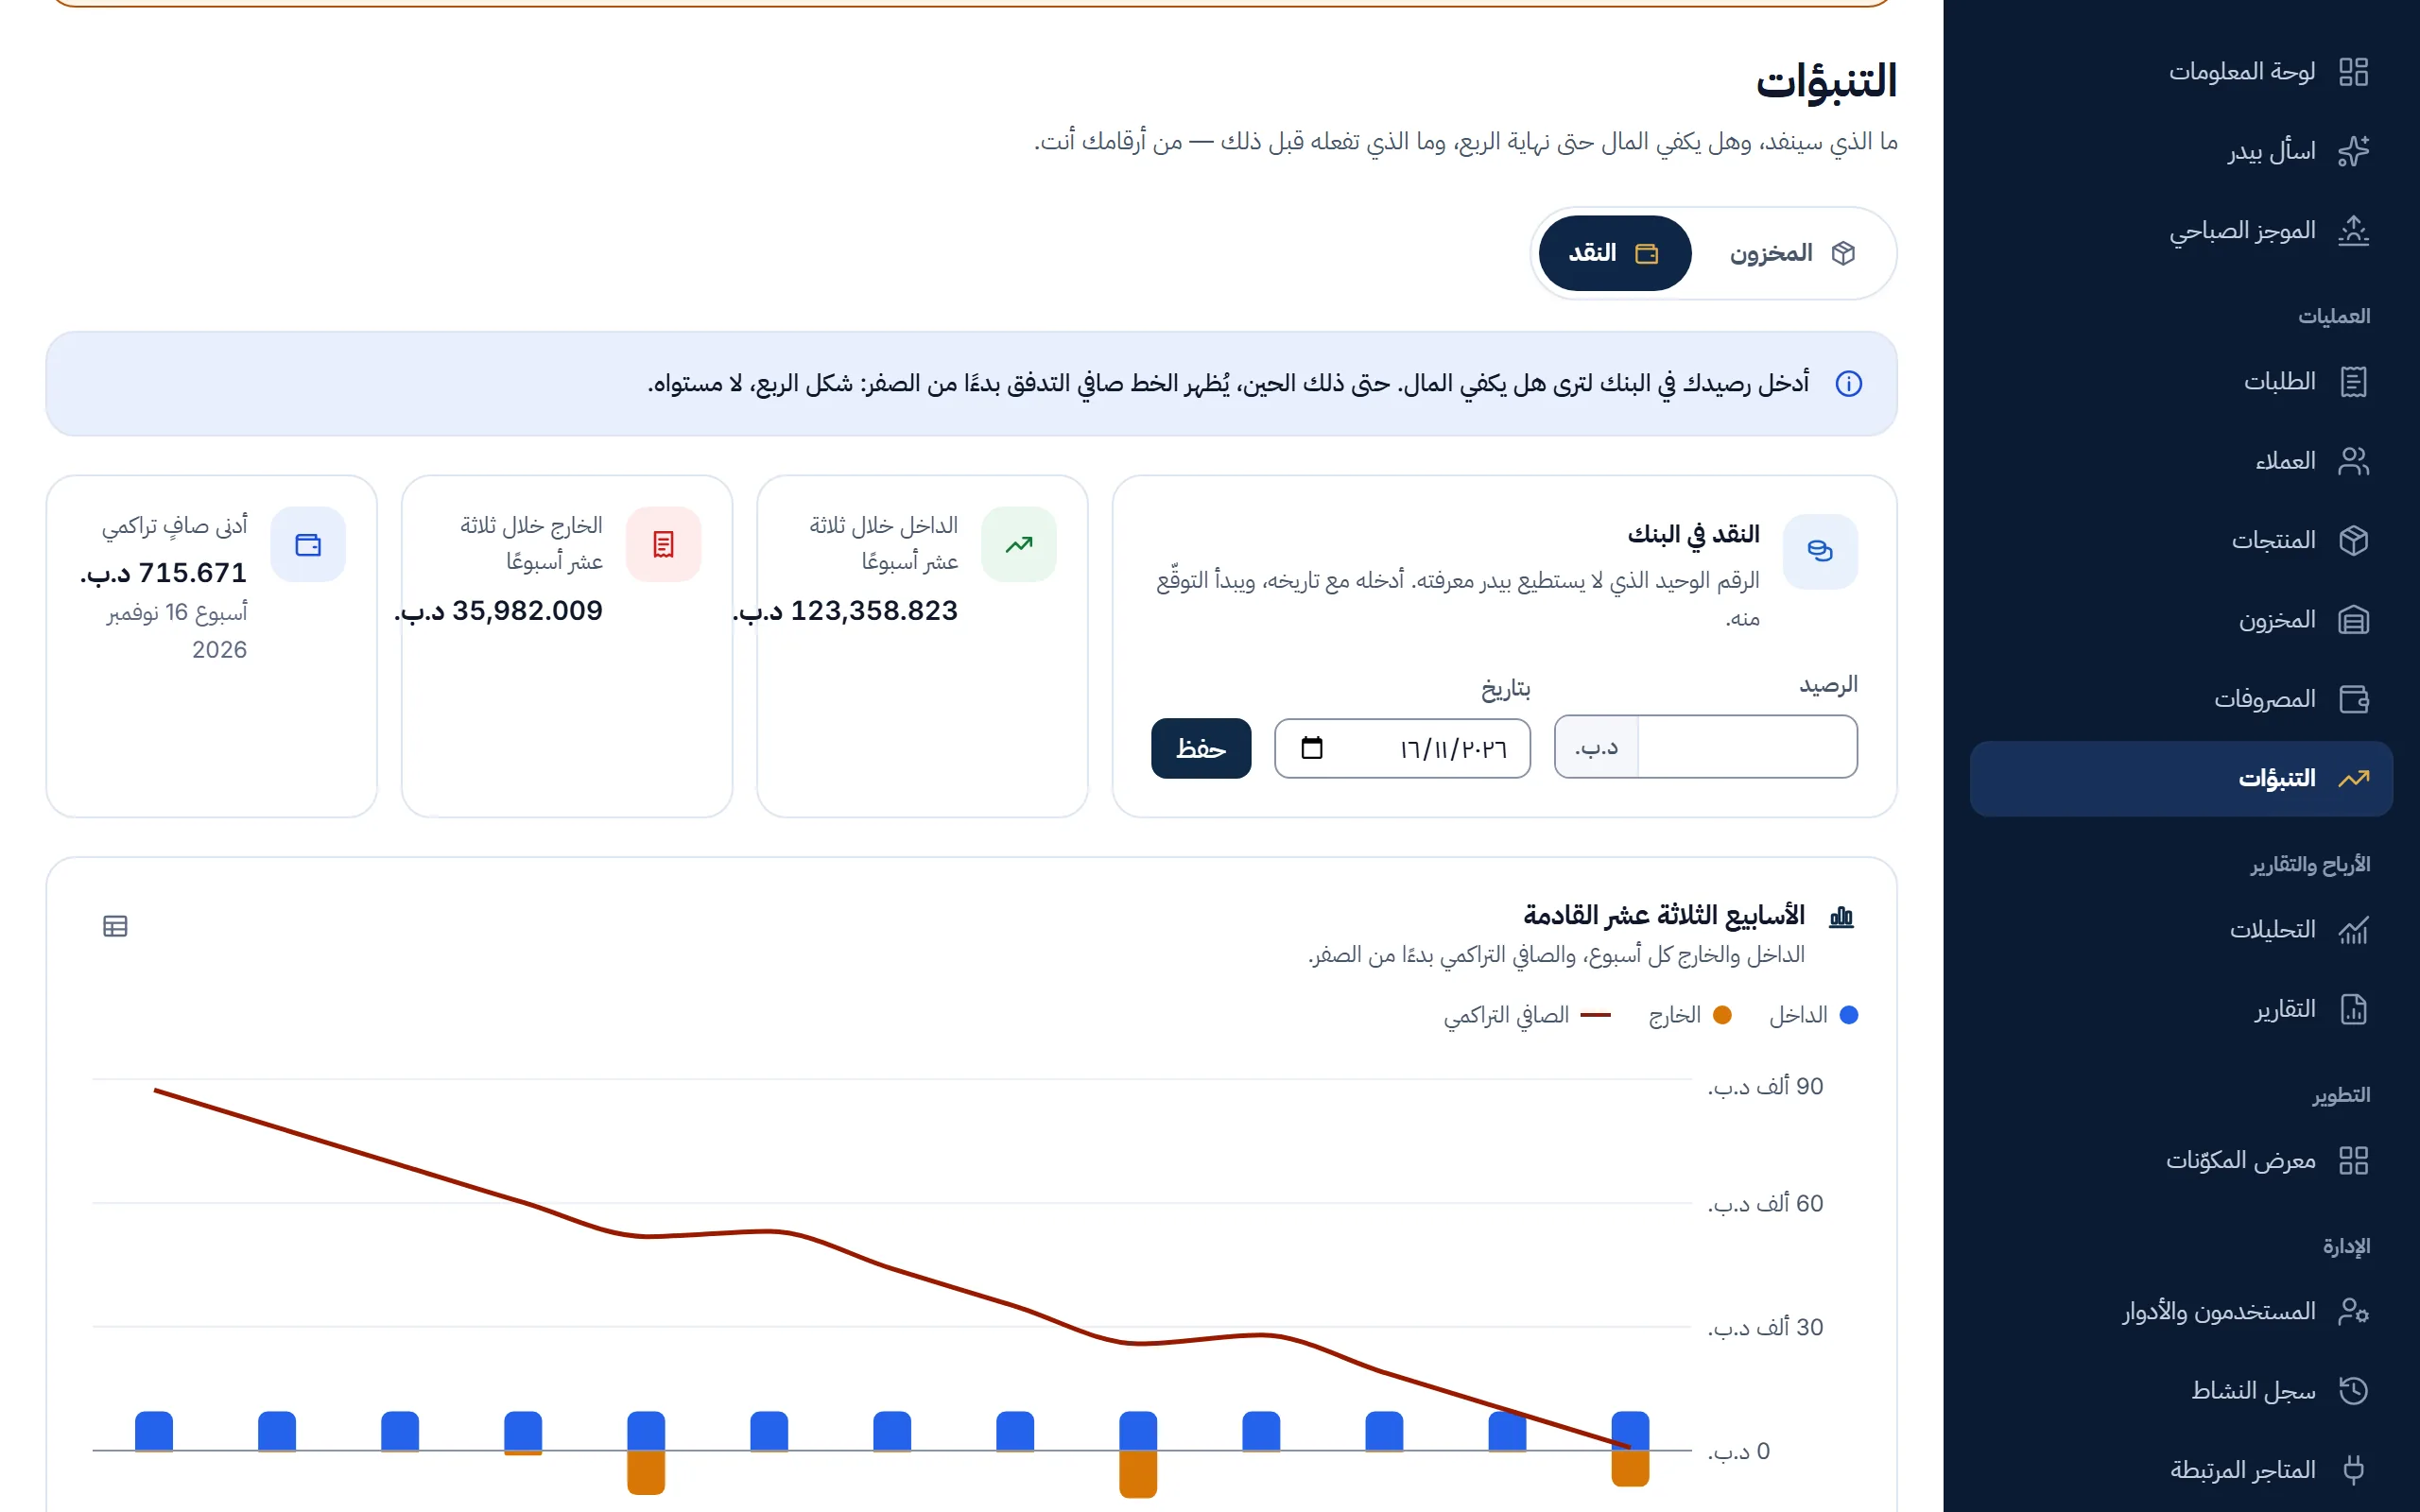 لوحة المعلومات
اسأل بيدر
الموجز الصباحي
العمليات
الطلبات
العملاء
المنتجات
المخزون
المصروفات
التنبؤات
الأرباح والتقارير
التحليلات
التقارير
التطوير
معرض المكوّنات
الإدارة
المستخدمون والأدوار
سجل النشاط
المتاجر المرتبطة
التنبؤات
ما الذي سينفد، وهل يكفي المال حتى نهاية الربع، وما الذي تفعله قبل ذلك — من أرقامك أنت.
المخزون
النقد
أدخل رصيدك في البنك لترى هل يكفي المال. حتى ذلك الحين، يُظهر الخط صافي التدفق بدءًا من الصفر: شكل الربع، لا مستواه.
النقد في البنك
الرقم الوحيد الذي لا يستطيع بيدر معرفته. أدخله مع تاريخه، ويبدأ التوقّع
منه.
الرصيد
د.ب.
بتاريخ
١٦/١١/٢٠٢٦
حفظ
الداخل خلال ثلاثة
عشر أسبوعًا
123,358.823 د.ب.
الخارج خلال ثلاثة
عشر أسبوعًا
35,982.009 د.ب.
أدنى صافٍ تراكمي
715.671 د.ب.
أسبوع 16 نوفمبر
2026
الأسابيع الثلاثة عشر القادمة
الداخل والخارج كل أسبوع، والصافي التراكمي بدءًا من الصفر.
الداخل
الخارج
الصافي التراكمي
90 ألف د.ب.
60 ألف د.ب.
30 ألف د.ب.
0 د.ب.